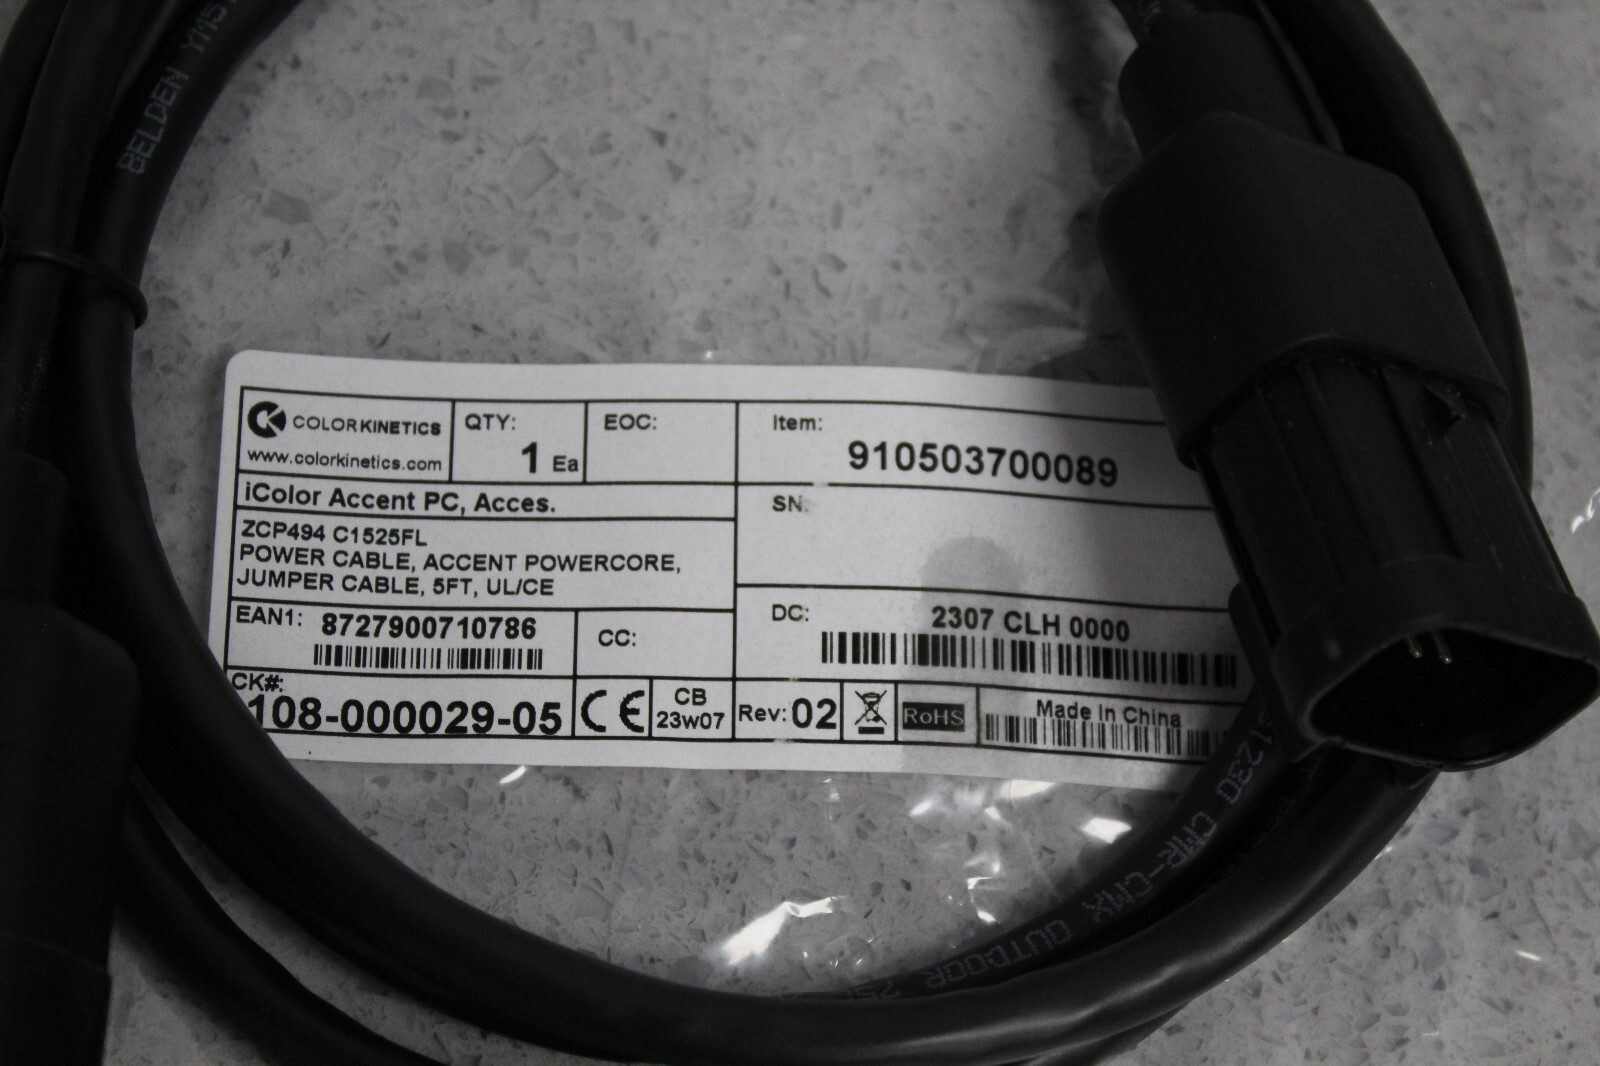 BELDEN
COLORKINETICS
www.colorkinetics.com
QTY:
1 Ea
EOC:
Item:
910503700089
iColor Accent PC, Acces.
SN
ZCP494 C1525FL
POWER CABLE, ACCENT POWERCORE,
JUMPER CABLE, 5FT, UL/CE
EAN1: 8727900710786
CC:
DC: 2307 CLH 0000
CK#:
108-000029-05
CE
CB
23w07
Rev: 02
RoHS
Made In China
CMR-CMX OUTDOOR